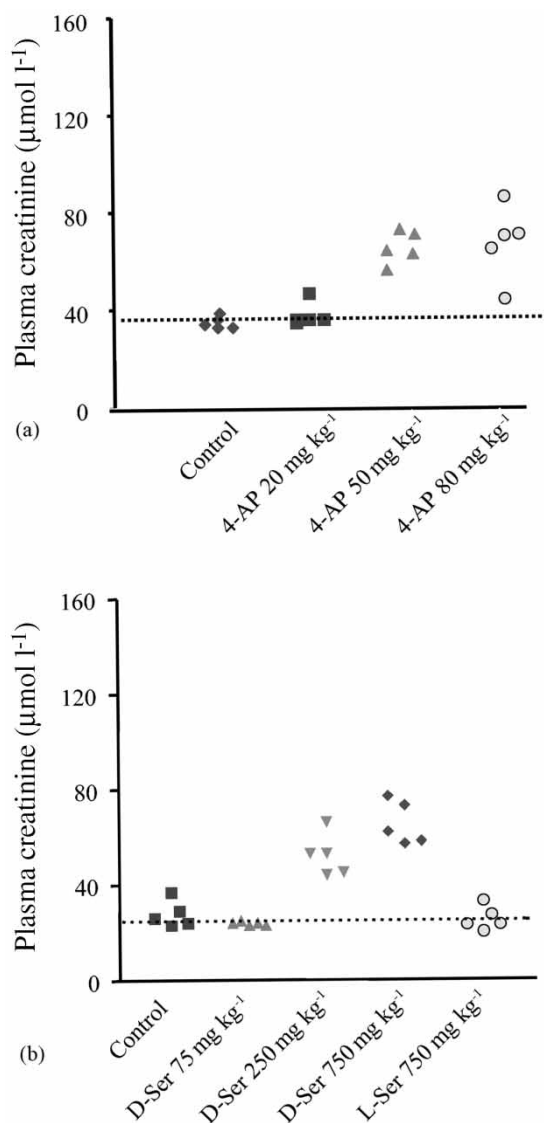 160
120
80
40
0
Plasma creatinine (µmol l⁻¹)
(a)
Control
4-AP 20 mg kg⁻¹
4-AP 50 mg kg⁻¹
4-AP 80 mg kg⁻¹
160
120
80
40
0
Plasma creatinine (µmol l⁻¹)
(b)
Control
D-Ser 75 mg kg⁻¹
D-Ser 250 mg kg⁻¹
D-Ser 750 mg kg⁻¹
L-Ser 750 mg kg⁻¹